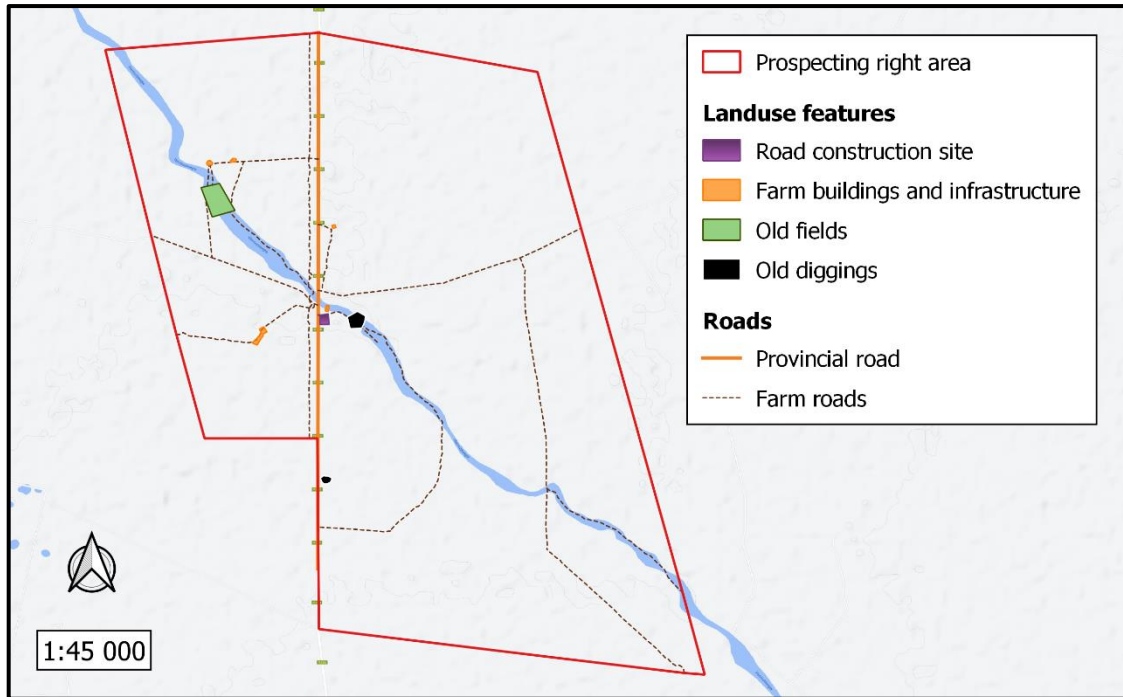 Prospecting right area
Landuse features
Road construction site
Farm buildings and infrastructure
Old fields
Old diggings
Roads
Provincial road
Farm roads
1:45 000